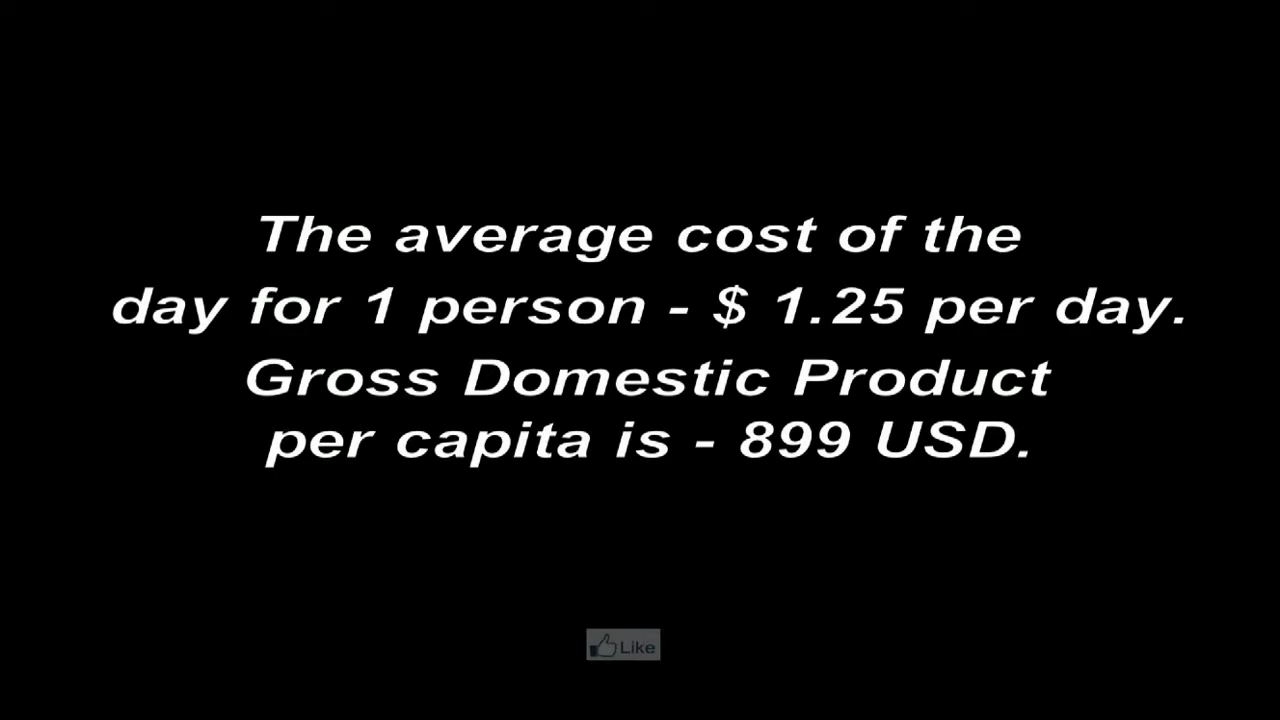 The average cost of the
day for 1 person - $ 1.25 per day.
Gross Domestic Product
per capita is - 899 USD.
Like